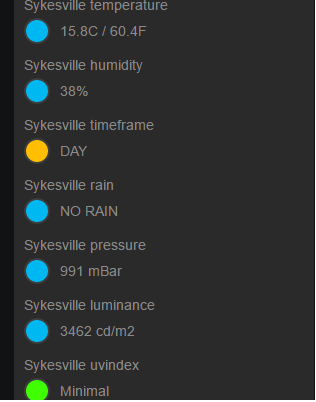 Sykesville temperature
15.8C / 60.4F
Sykesville humidity
38%
Sykesville timeframe
DAY
Sykesville rain
NO RAIN
Sykesville pressure
991 mBar
Sykesville luminance
3462 cd/m2
Sykesville uvindex
Minimal